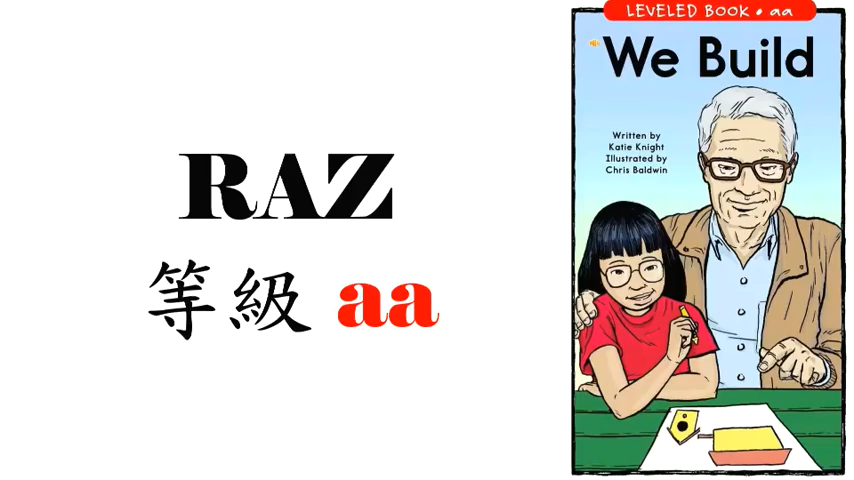 RAZ
等級 aa
LEVELED BOOK • aa
We Build
Written by
Katie Knight
Illustrated by
Chris Baldwin